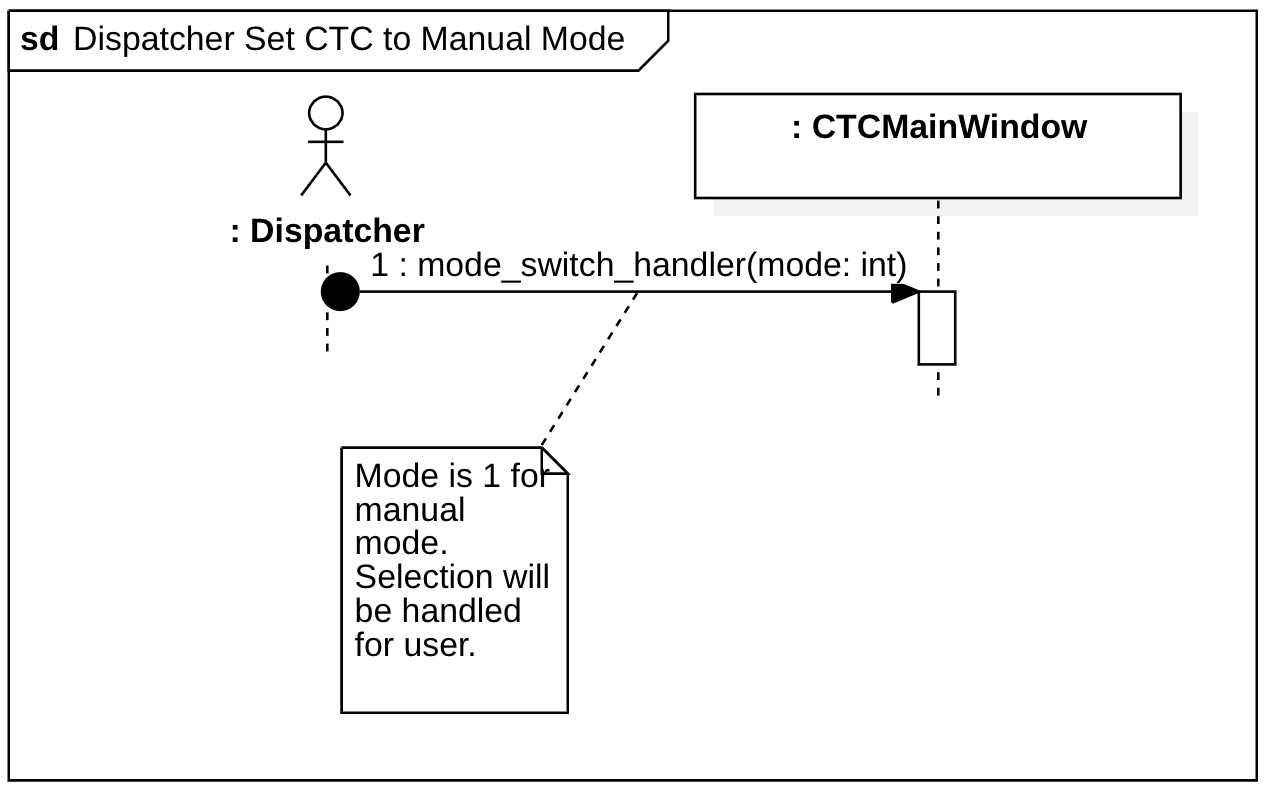 sd Dispatcher Set CTC to Manual Mode
: CTCMainWindow
: Dispatcher
1 : mode_switch_handler(mode: int)
Mode is 1 for
manual
mode.
Selection will
be handled
for user.